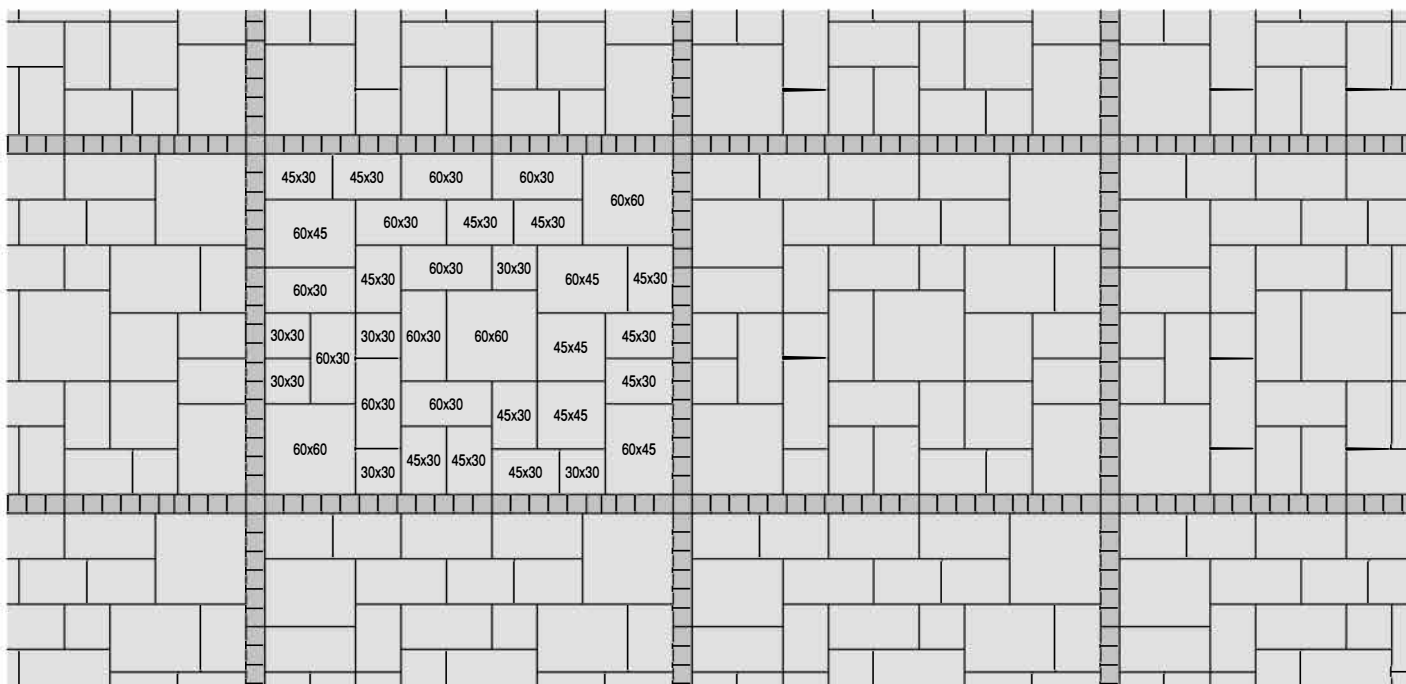 45x30 45x30 60x30 60x30
60x60
60x45 60x30 45x30 45x30
60x30 45x30 60x30 30x30 60x45 45x30
30x30 30x30 60x30 60x60 45x45 45x30
60x30
30x30 45x30
60x30 60x30 45x30 45x45
60x60 45x30 45x30 60x45
30x30 45x30 30x30